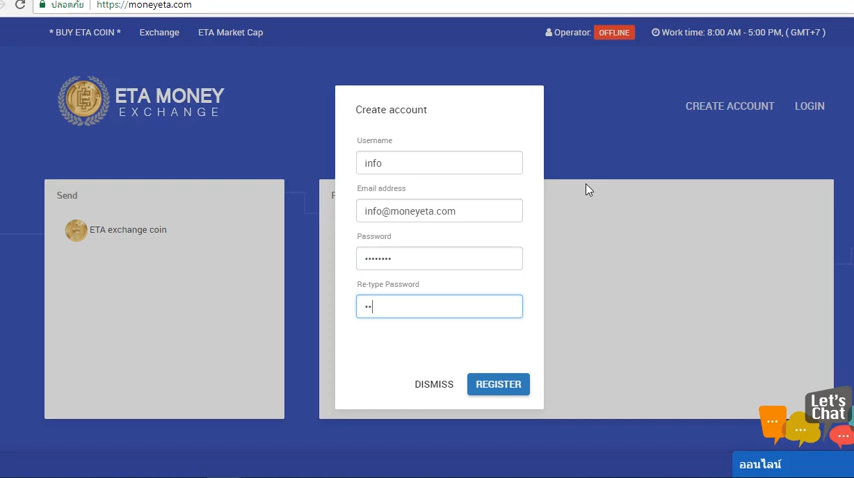 ปลอดภัย https://moneyeta.com
* BUY ETA COIN * Exchange ETA Market Cap Operator: OFFLINE Work time: 8:00 AM - 5:00 PM, ( GMT+7 )
ETA MONEY
EXCHANGE
CREATE ACCOUNT LOGIN
Create account
Username
info
Email address
info@moneyeta.com
Password
••••••••
Re-type Password
••
DISMISS REGISTER
Send
ETA exchange coin
Let's
Chat
ออนไลน์